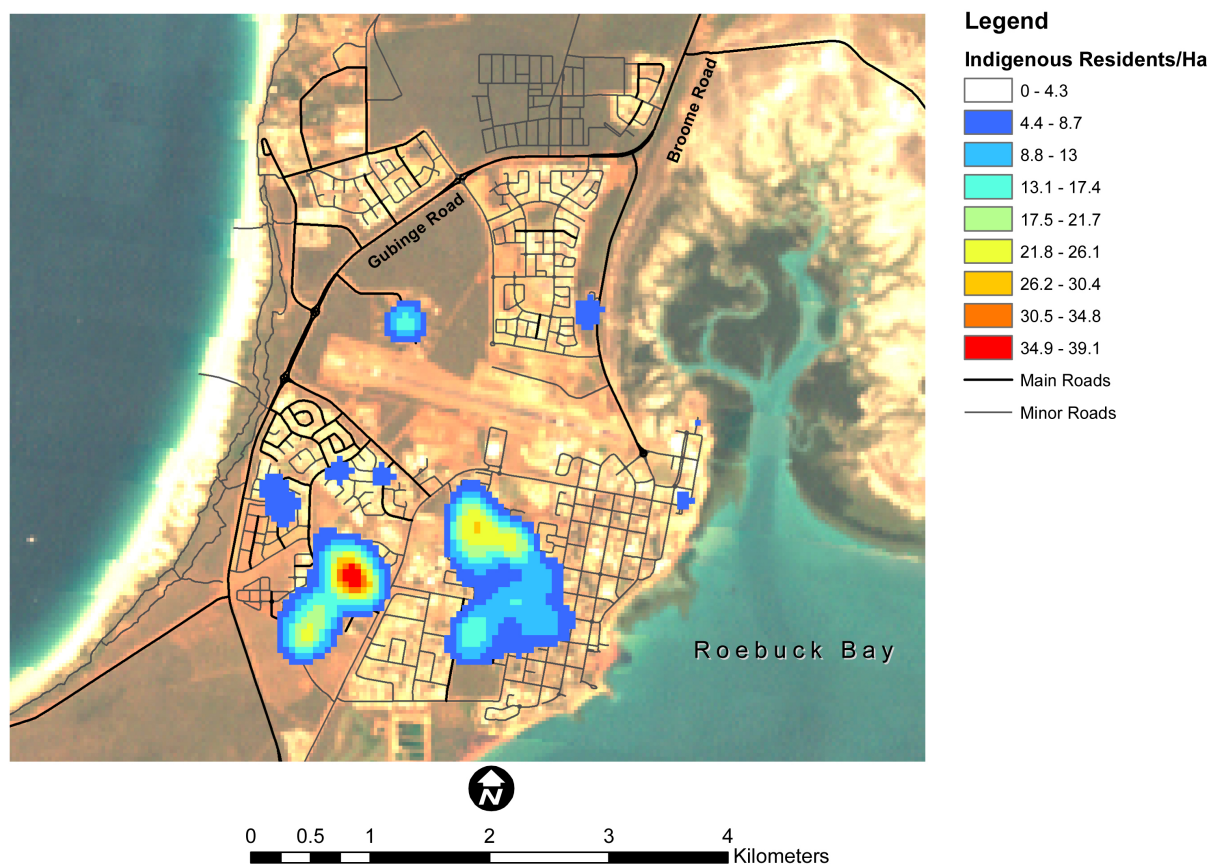 Legend
Indigenous Residents/Ha
0 - 4.3
4.4 - 8.7
8.8 - 13
13.1 - 17.4
17.5 - 21.7
21.8 - 26.1
26.2 - 30.4
30.5 - 34.8
34.9 - 39.1
Main Roads
Minor Roads
Broome Road
Gubinge Road
Roebuck Bay
N
0 0.5 1 2 3 4
Kilometers